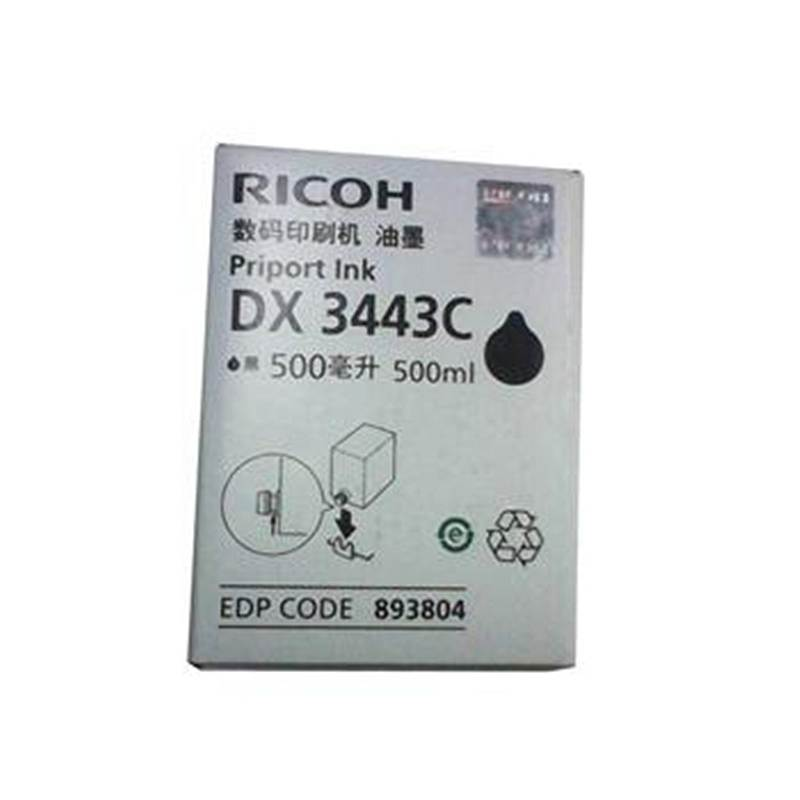 RICOH
数码印刷机 油墨
Priport Ink
DX 3443C
黑 500毫升 500ml
e
EDP CODE 893804